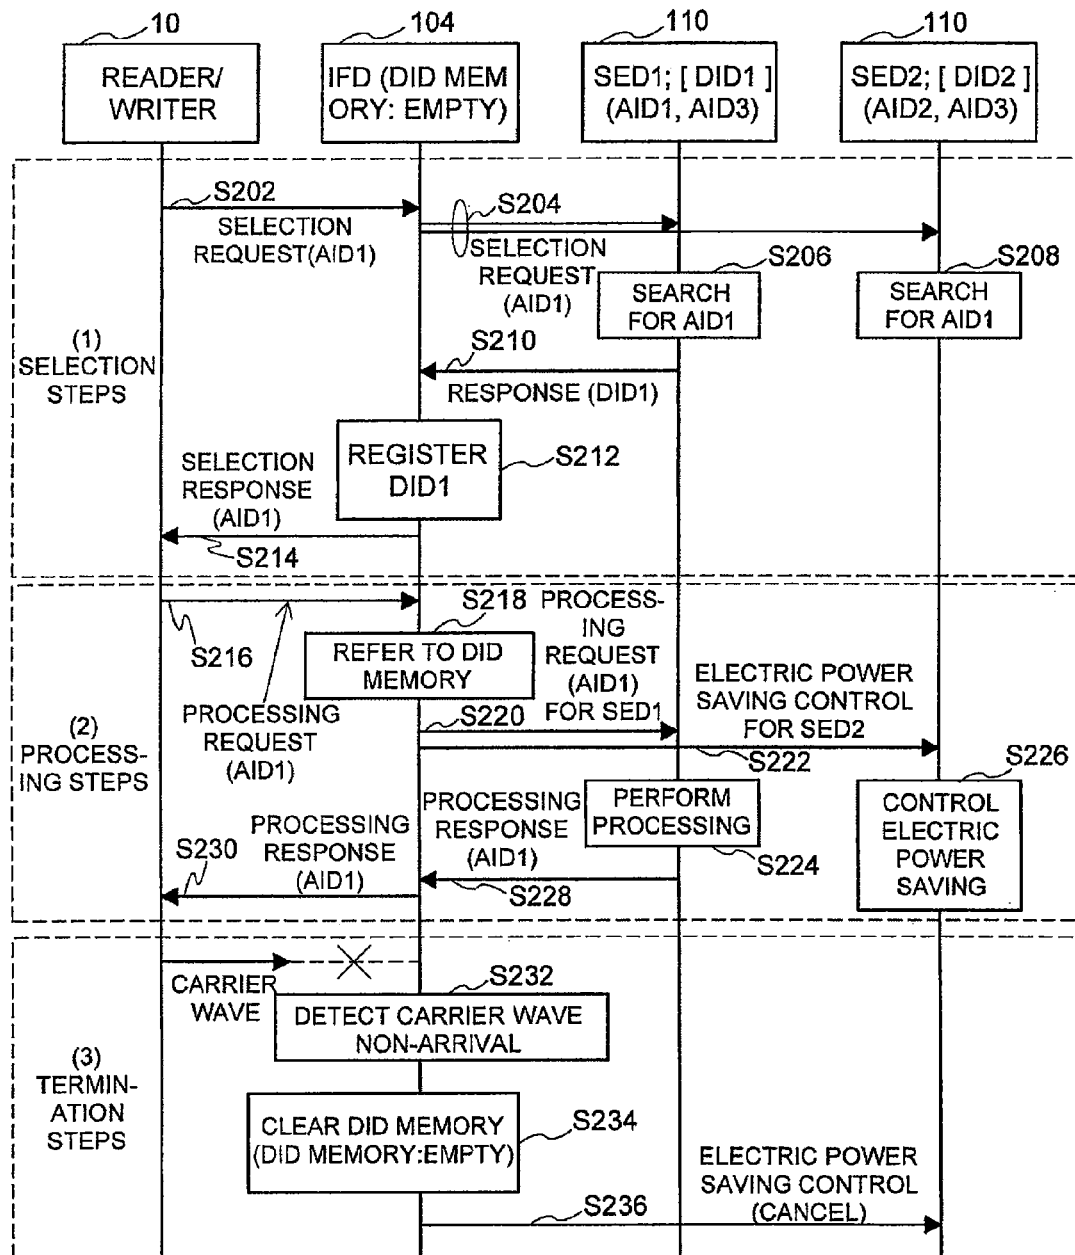 10
104
110
110
READER/
WRITER
IFD (DID MEM
ORY: EMPTY)
SED1; [ DID1 ]
(AID1, AID3)
SED2; [ DID2 ]
(AID2, AID3)
(1)
SELECTION
STEPS
S202
SELECTION
REQUEST(AID1)
S204
SELECTION
REQUEST
(AID1)
S206
SEARCH
FOR AID1
S208
SEARCH
FOR AID1
S210
RESPONSE (DID1)
REGISTER
DID1
S212
SELECTION
RESPONSE
(AID1)
S214
(2)
PROCESS-
ING STEPS
S216
PROCESSING
REQUEST
(AID1)
S218
REFER TO DID
MEMORY
PROCESS-
ING
REQUEST
(AID1)
FOR SED1
S220
ELECTRIC POWER
SAVING CONTROL
FOR SED2
S222
PERFORM
PROCESSING
S224
S226
CONTROL
ELECTRIC
POWER
SAVING
PROCESSING
RESPONSE
(AID1)
S228
PROCESSING
RESPONSE
(AID1)
S230
(3)
TERMIN-
ATION
STEPS
CARRIER
WAVE
S232
DETECT CARRIER WAVE
NON-ARRIVAL
CLEAR DID MEMORY
(DID MEMORY:EMPTY)
S234
ELECTRIC POWER
SAVING CONTROL
(CANCEL)
S236